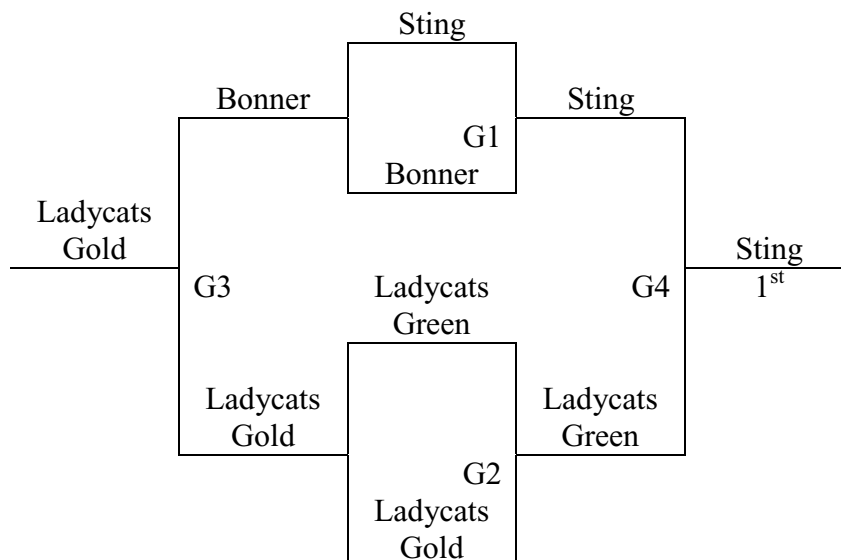 Sting
Bonner
Sting
G1
Bonner
Ladycats
Gold
Sting
G3
Ladycats
Green
G4
1st
Ladycats
Gold
Ladycats
Green
G2
Ladycats
Gold